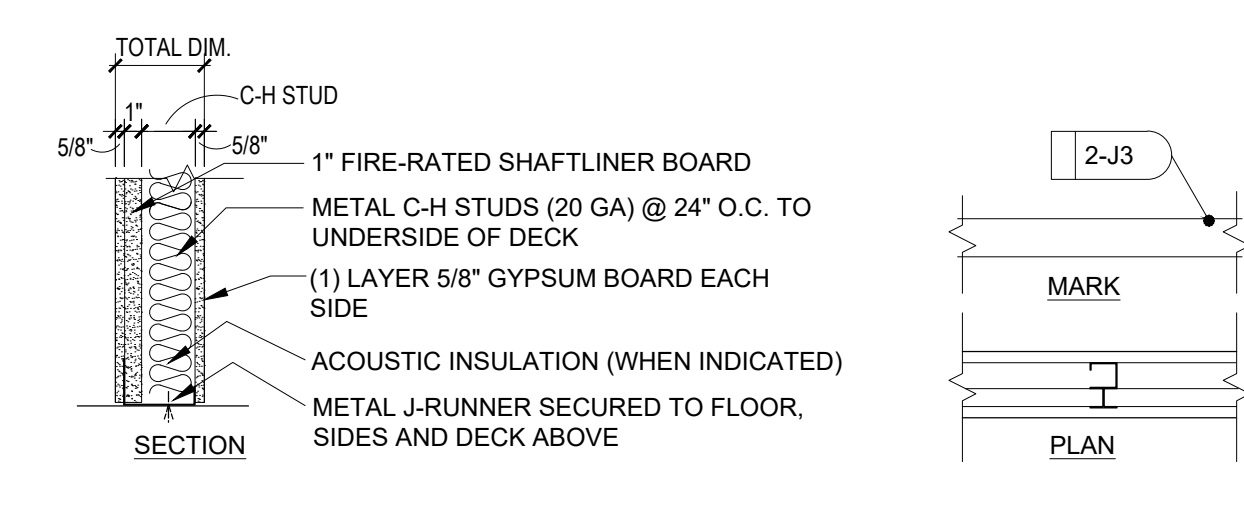 TOTAL DIM.
C-H STUD
1"
5/8"
5/8"
1" FIRE-RATED SHAFTLINER BOARD
METAL C-H STUDS (20 GA) @ 24" O.C. TO
UNDERSIDE OF DECK
(1) LAYER 5/8" GYPSUM BOARD EACH
SIDE
ACOUSTIC INSULATION (WHEN INDICATED)
METAL J-RUNNER SECURED TO FLOOR,
SIDES AND DECK ABOVE
SECTION
2-J3
MARK
PLAN